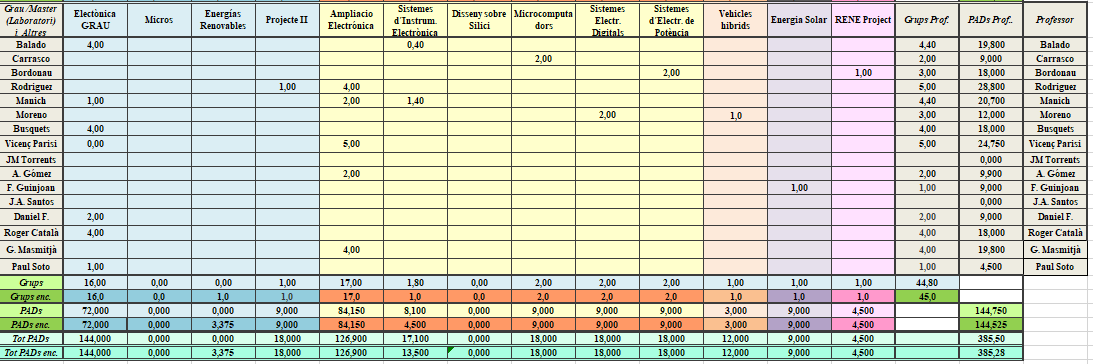 Grau /Master (Laboratori) i Altres Electònica GRAU Micros Energías Renovables Projecte II Ampliacio Electrònica Sistemes d'Instrum. Electrònica Disseny sobre Silici Microcomputadors Sistemes Electr. Digitals Sistemes d'Electr. de Potència Vehicles híbrids Energia Solar RENE Project Grups Prof. PADs Prof. Professor
Balado 4,00 0,40 4,40 19,800 Balado
Carrasco 2,00 2,00 9,000 Carrasco
Bordonau 2,00 1,00 3,00 18,000 Bordonau
Rodriguez 1,00 4,00 5,00 28,800 Rodriguez
Manich 1,00 2,00 1,40 4,40 20,700 Manich
Moreno 2,00 1,0 3,00 12,000 Moreno
Busquets 4,00 4,00 18,000 Busquets
Vicenç Parisi 0,00 5,00 5,00 24,750 Vicenç Parisi
JM Torrents 0,000 JM Torrents
A. Gómez 2,00 2,00 9,900 A. Gómez
F. Guinjoan 1,00 1,00 9,000 F. Guinjoan
J.A. Santos 0,000 J.A. Santos
Daniel F. 2,00 2,00 9,000 Daniel F.
Roger Català 4,00 4,00 18,000 Roger Català
G. Masmitjà 4,00 4,00 19,800 G. Masmitjà
Paul Soto 1,00 1,00 4,500 Paul Soto
Grups 16,00 0,00 0,00 1,00 17,00 1,80 0,00 2,00 2,00 2,00 1,00 1,00 1,00 44,80
Grups enc. 16,0 0,0 1,0 1,0 17,0 1,0 0,0 2,0 2,0 2,0 1,0 1,0 1,0 45,0
PADs 72,000 0,000 0,000 9,000 84,150 8,100 0,000 9,000 9,000 9,000 3,000 9,000 4,500 144,750
PADs enc. 72,000 0,000 3,375 9,000 84,150 4,500 0,000 9,000 9,000 9,000 3,000 9,000 4,500 144,525
Tot PADs 144,000 0,000 0,000 18,000 126,900 17,100 0,000 18,000 18,000 18,000 12,000 9,000 4,500 385,50
Tot PADs enc. 144,000 0,000 3,375 18,000 126,900 13,500 0,000 18,000 18,000 18,000 12,000 9,000 4,500 385,28